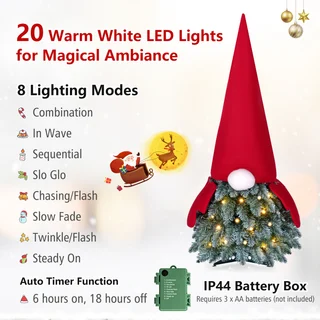 20 Warm White LED Lights
for Magical Ambiance
8 Lighting Modes
Combination
In Wave
Sequential
Slo Glo
Chasing/Flash
Slow Fade
Twinkle/Flash
Steady On
Auto Timer Function
6 hours on, 18 hours off
IP44 Battery Box
Requires 3 x AA batteries (not included)